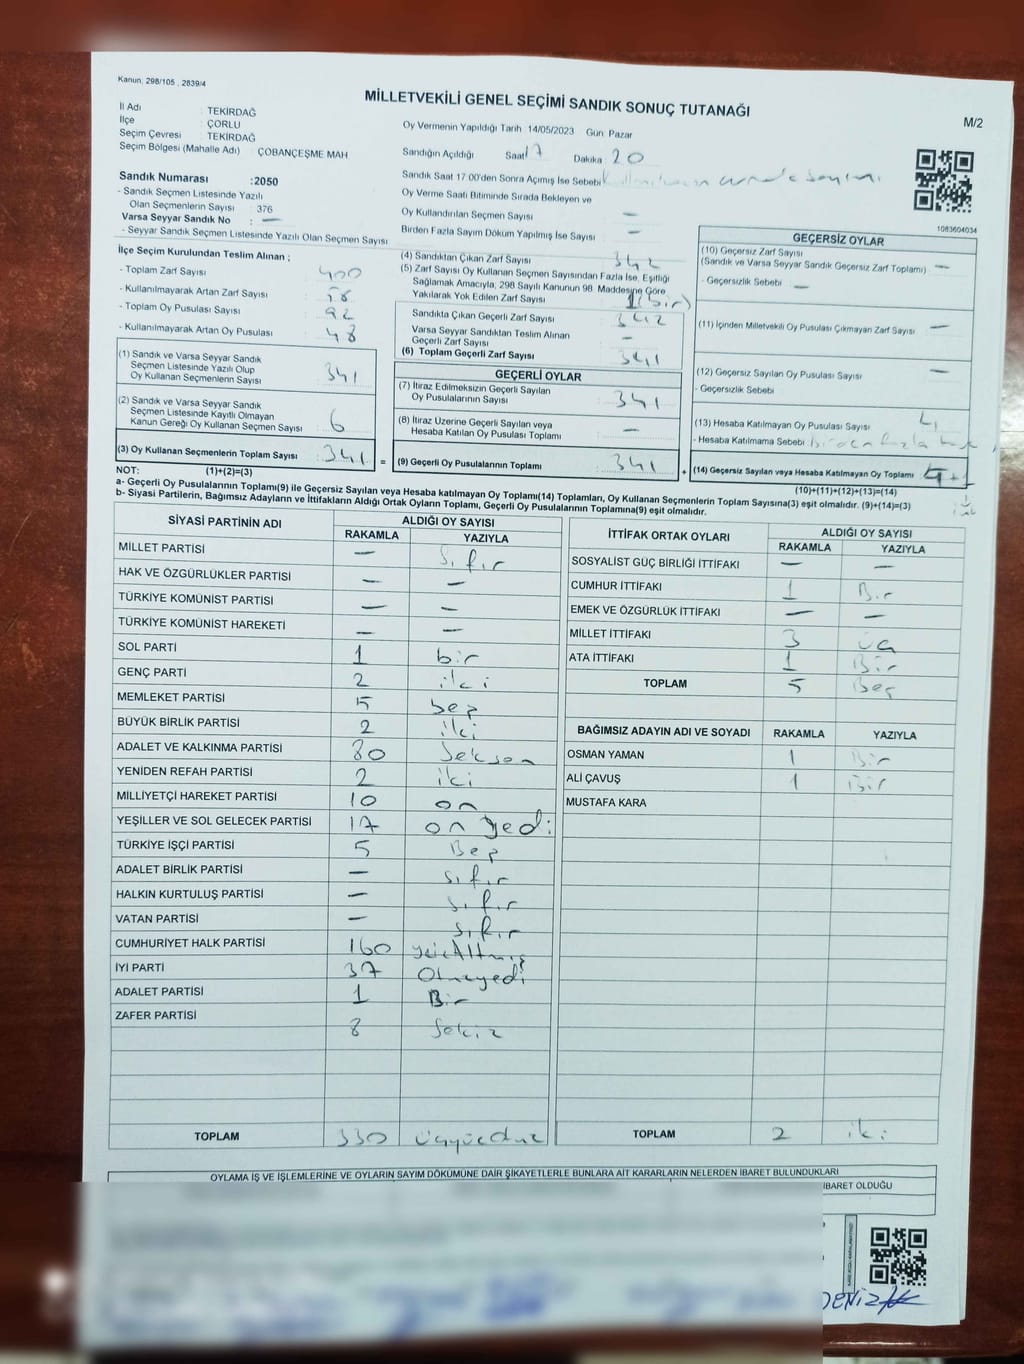 Kanun; 298/105 , 2839/4
MİLLETVEKİLİ GENEL SEÇİMİ SANDIK SONUÇ TUTANAĞI
M/2
İl Adı : TEKİRDAĞ
İlçe : ÇORLU
Seçim Çevresi : TEKİRDAĞ
Seçim Bölgesi (Mahalle Adı) : ÇOBANÇEŞME MAH
Oy Vermenin Yapıldığı Tarih 14/05/2023 Gün: Pazar
Sandığın Açıldığı Saat 17 Dakika 20
Sandık Saat 17 00'den Sonra Açımış İse Sebebi
Sandık Numarası :2050
- Sandık Seçmen Listesinde Yazılı
Olan Seçmenlerin Sayısı : 376
Varsa Seyyar Sandık No : —
- Seyyar Sandık Seçmen Listesinde Yazılı Olan Seçmen Sayısı
Oy Verme Saati Bitiminde Sırada Bekleyen ve
Oy Kullandırılan Seçmen Sayısı —
Birden Fazla Sayım Döküm Yapılmış İse Sayısı —
1083604034
İlçe Seçim Kurulundan Teslim Alınan ;
- Toplam Zarf Sayısı 400
- Kullanılmayarak Artan Zarf Sayısı
- Toplam Oy Pusulası Sayısı
- Kullanılmayarak Artan Oy Pusulası 48
(1) Sandık ve Varsa Seyyar Sandık
Seçmen Listesinde Yazılı Olup
Oy Kullanan Seçmenlerin Sayısı 341
(2) Sandık ve Varsa Seyyar Sandık
Seçmen Listesinde Kayıtlı Olmayan
Kanun Gereği Oy Kullanan Seçmen Sayısı 6
(3) Oy Kullanan Seçmenlerin Toplam Sayısı 341 =
(4) Sandıktan Çıkan Zarf Sayısı 342
(5) Zarf Sayısı Oy Kullanan Seçmen Sayısından Fazla İse, Eşitliği
Sağlamak Amacıyla, 298 Sayılı Kanunun 98. Maddesine Göre
Yakılarak Yok Edilen Zarf Sayısı 1 (bir)
Sandıkta Çıkan Geçerli Zarf Sayısı 342
Varsa Seyyar Sandıktan Teslim Alınan
Geçerli Zarf Sayısı —
(6) Toplam Geçerli Zarf Sayısı 341
GEÇERLİ OYLAR
(7) İtiraz Edilmeksizin Geçerli Sayılan
Oy Pusulalarının Sayısı 341
(8) İtiraz Üzerine Geçerli Sayılan veya
Hesaba Katılan Oy Pusulası Toplamı —
(9) Geçerli Oy Pusulalarının Toplamı 341 +
GEÇERSİZ OYLAR
(10) Geçersiz Zarf Sayısı
(Sandık ve Varsa Seyyar Sandık Geçersiz Zarf Toplamı) —
- Geçersizlik Sebebi —
(11) İçinden Milletvekili Oy Pusulası Çıkmayan Zarf Sayısı —
(12) Geçersiz Sayılan Oy Pusulası Sayısı —
- Geçersizlik Sebebi
(13) Hesaba Katılmayan Oy Pusulası Sayısı
- Hesaba Katılmama Sebebi birden fazla
(14) Geçersiz Sayılan veya Hesaba Katılmayan Oy Toplamı
(10)+(11)+(12)+(13)=(14)
NOT: (1)+(2)=(3)
a- Geçerli Oy Pusulalarının Toplamı(9) ile Geçersiz Sayılan veya Hesaba katılmayan Oy Toplamı(14) Toplamları, Oy Kullanan Seçmenlerin Toplam Sayısına(3) eşit olmalıdır. (9)+(14)=(3)
b- Siyasi Partilerin, Bağımsız Adayların ve İttifakların Aldığı Ortak Oyların Toplamı, Geçerli Oy Pusulalarının Toplamına(9) eşit olmalıdır.
SİYASİ PARTİNİN ADI ALDIĞI OY SAYISI
RAKAMLA YAZIYLA
MİLLET PARTİSİ — Sıfır
HAK VE ÖZGÜRLÜKLER PARTİSİ — —
TÜRKİYE KOMÜNİST PARTİSİ — —
TÜRKİYE KOMÜNİST HAREKETİ — —
SOL PARTİ 1 bir
GENÇ PARTİ 2 iki
MEMLEKET PARTİSİ 5 beş
BÜYÜK BİRLİK PARTİSİ 2 iki
ADALET VE KALKINMA PARTİSİ 80 Seksen
YENİDEN REFAH PARTİSİ 2 iki
MİLLİYETÇİ HAREKET PARTİSİ 10 on
YEŞİLLER VE SOL GELECEK PARTİSİ 17 on yedi
TÜRKİYE İŞÇİ PARTİSİ 5 Beş
ADALET BİRLİK PARTİSİ — Sıfır
HALKIN KURTULUŞ PARTİSİ — Sıfır
VATAN PARTİSİ — Sıfır
CUMHURİYET HALK PARTİSİ 160 yüzAltmış
İYİ PARTİ 37 Otuzyedi
ADALET PARTİSİ 1 Bir
ZAFER PARTİSİ 8 Sekiz
TOPLAM 330 üçyüzotuz
İTTİFAK ORTAK OYLARI ALDIĞI OY SAYISI
RAKAMLA YAZIYLA
SOSYALİST GÜÇ BİRLİĞİ İTTİFAKI — —
CUMHUR İTTİFAKI 1 Bir
EMEK VE ÖZGÜRLÜK İTTİFAKI — —
MİLLET İTTİFAKI 3 üç
ATA İTTİFAKI 1 Bir
TOPLAM 5 Beş
BAĞIMSIZ ADAYIN ADI VE SOYADI RAKAMLA YAZIYLA
OSMAN YAMAN 1 Bir
ALİ ÇAVUŞ 1 Bir
MUSTAFA KARA
TOPLAM 2 iki
OYLAMA İŞ VE İŞLEMLERİNE VE OYLARIN SAYIM DÖKÜMÜNE DAİR ŞİKAYETLERLE BUNLARA AİT KARARLARIN NELERDEN İBARET BULUNDUKLARI
İBARET OLDUĞU
DENİZ